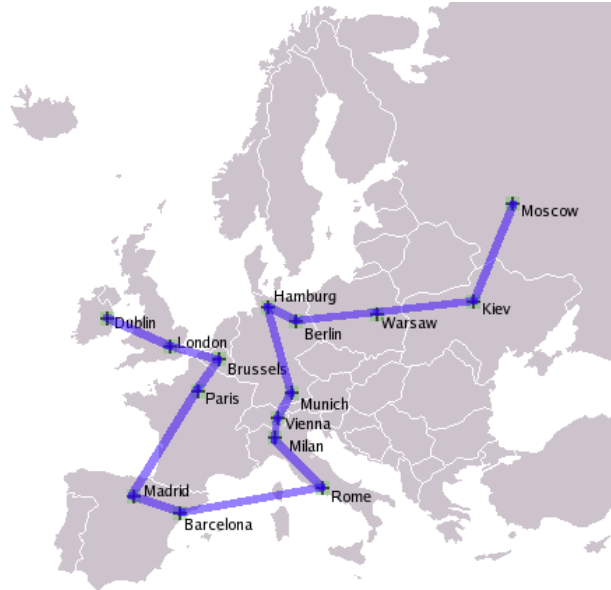 Moscow
Hamburg
Kiev
Warsaw
Dublin
Berlin
London
Brussels
Paris
Munich
Vienna
Milan
Madrid
Rome
Barcelona